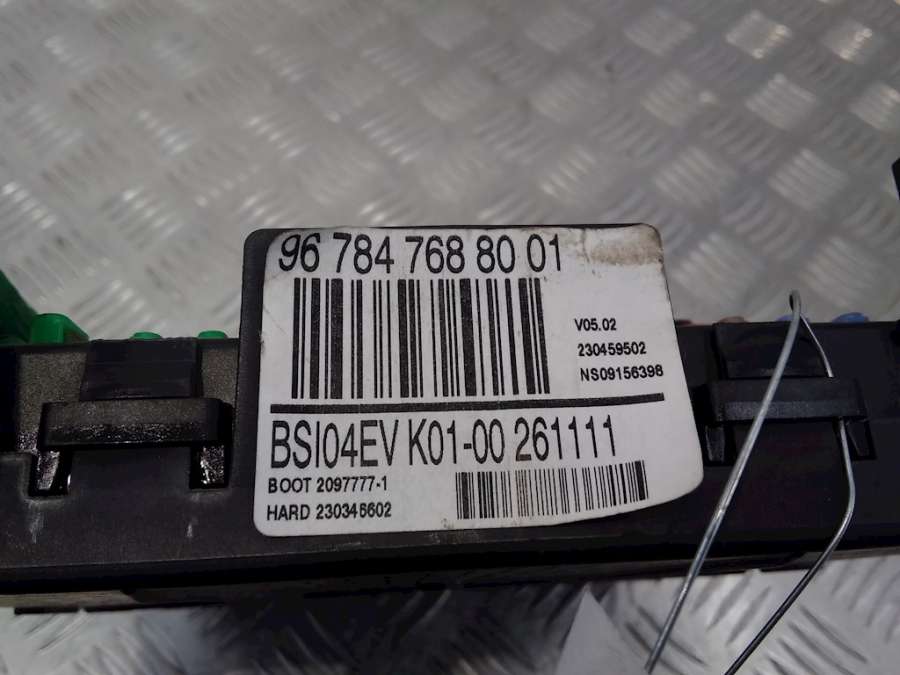 96 784 768 80 01
V05.02
230459502
NS09156398
BSI04EV K01-00 261111
BOOT 2097777-1
HARD 230346602